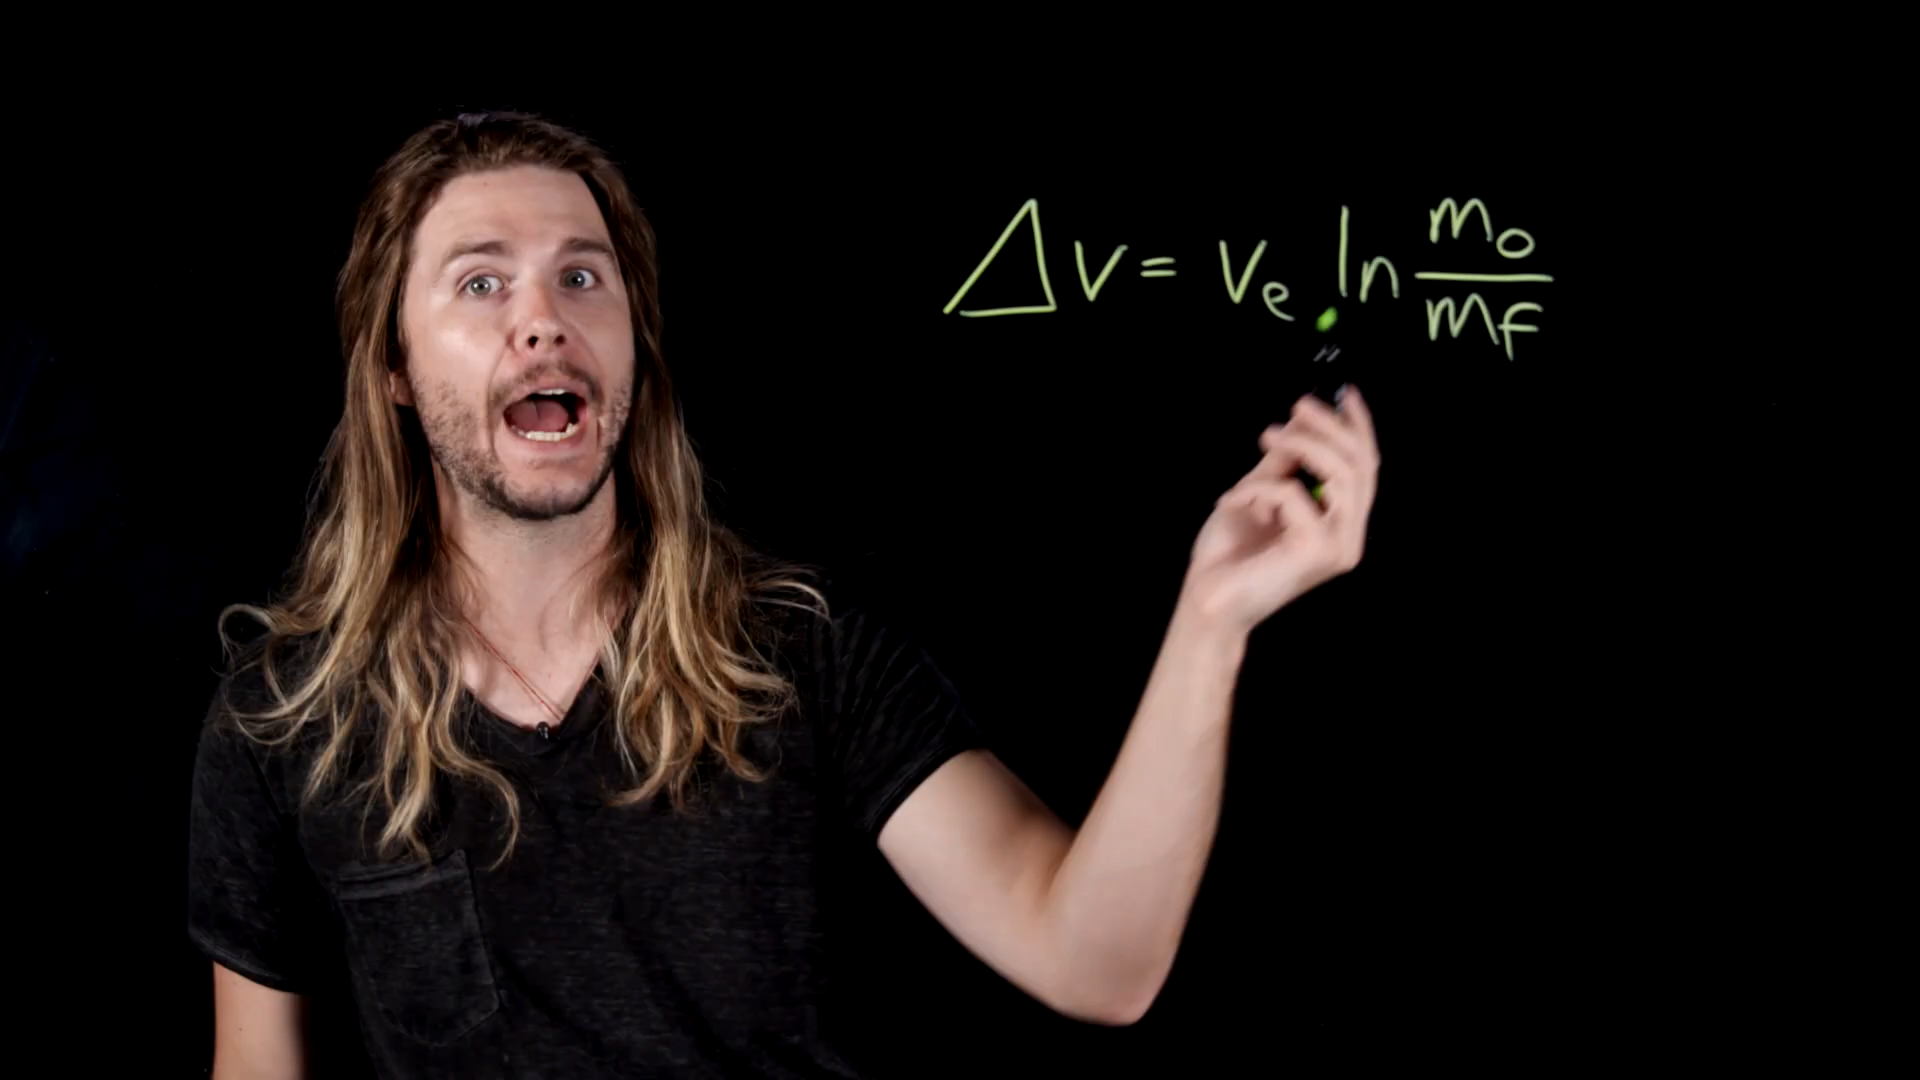 Δv = ve ln mo/mf